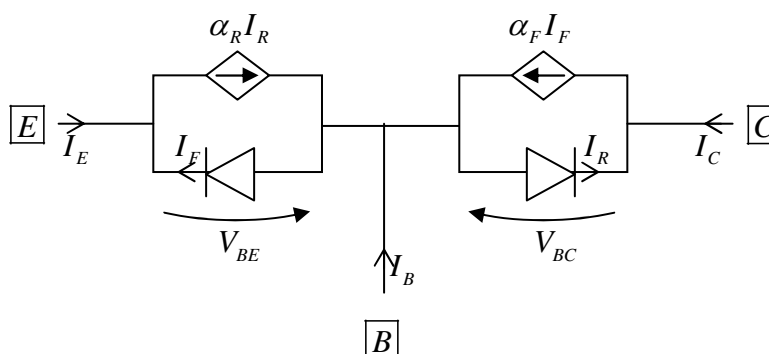 α_R I_R α_F I_F
E C
I_E I_F I_R I_C
V_BE V_BC
I_B
B